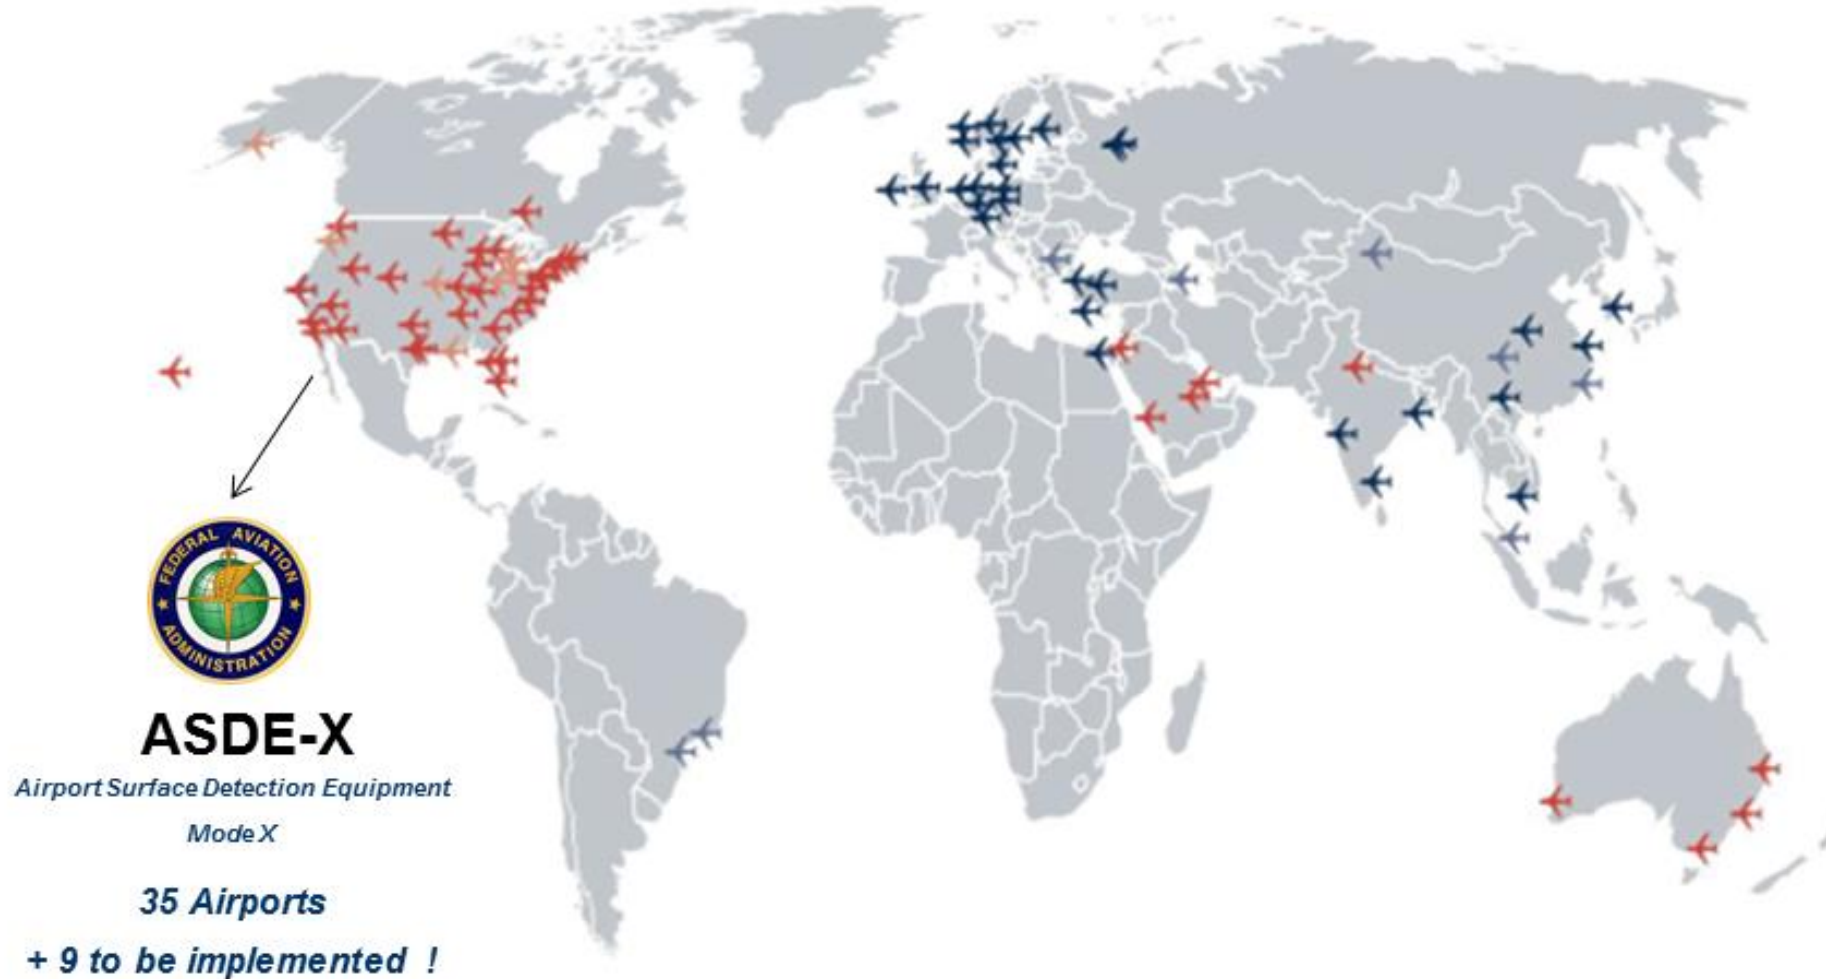 FEDERAL AVIATION
ADMINISTRATION
ASDE-X
Airport Surface Detection Equipment
Mode X
35 Airports
+ 9 to be implemented !